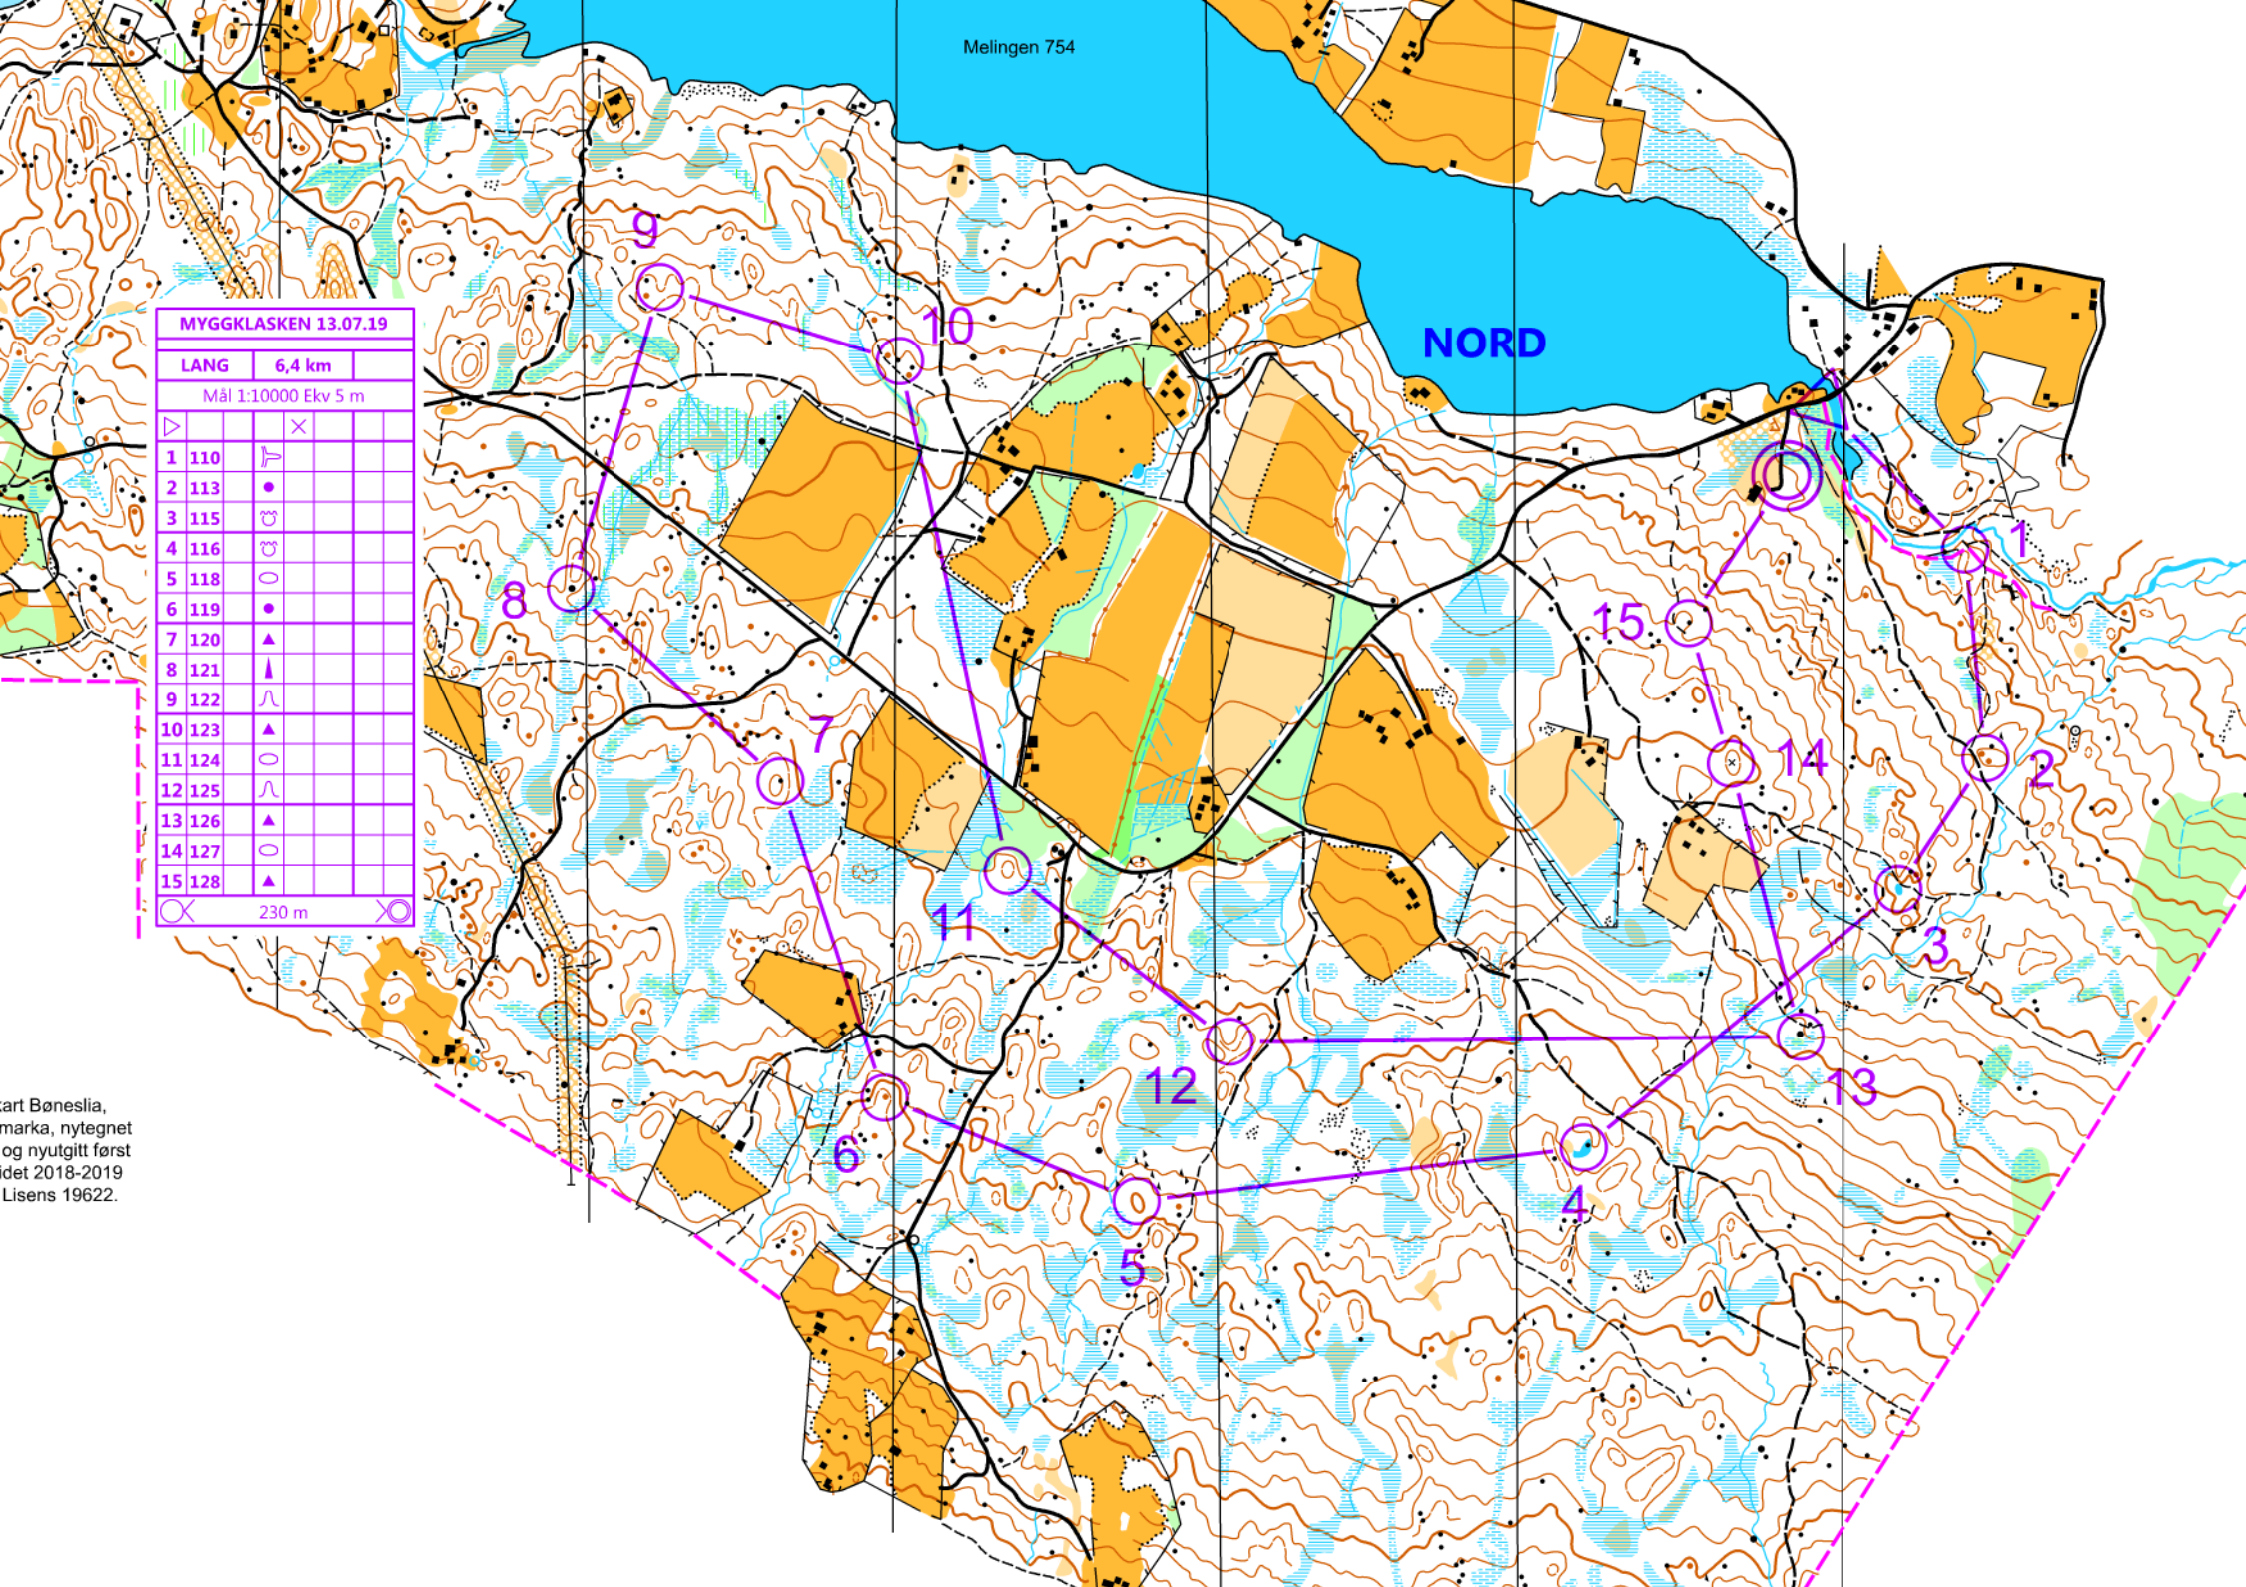 Melingen 754
NORD
MYGGKLASKEN 13.07.19
LANG 6,4 km
Mål 1:10000 Ekv 5 m
1 110
2 113
3 115
4 116
5 118
6 119
7 120
8 121
9 122
10 123
11 124
12 125
13 126
14 127
15 128
230 m
9
10
8
7
11
12
6
5
4
13
3
2
14
15
1
kart Bøneslia,
marka, nytegnet
og nyutgitt først
idet 2018-2019
Lisens 19622.